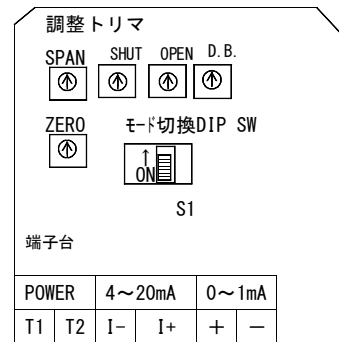 調整トリマ
SPAN SHUT OPEN D.B.
ZERO ﾓｰﾄﾞ切換DIP SW
↑
ON
S1
端子台
POWER 4～20mA 0～1mA
T1 T2 I- I+ + －